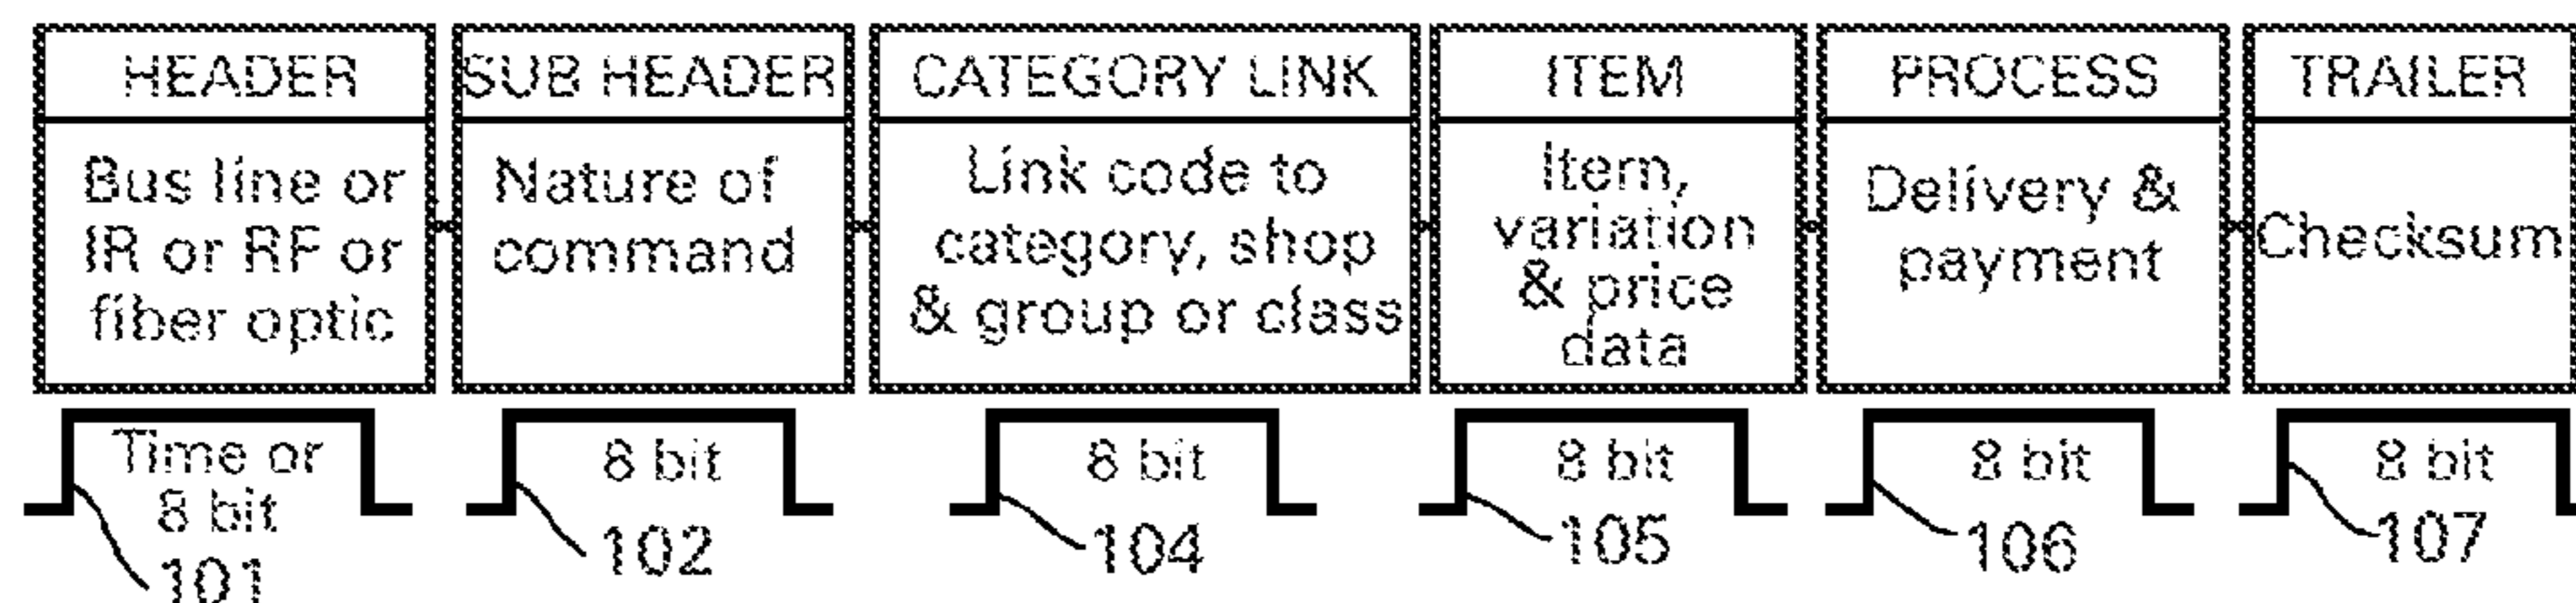 HEADER
Bus line or
IR or RF or
fiber optic
Time or
8 bit
101
SUB HEADER
Nature of
command
8 bit
102
CATEGORY LINK
Link code to
category, shop
& group or class
8 bit
104
ITEM
Item,
variation
& price
data
8 bit
105
PROCESS
Delivery &
payment
8 bit
106
TRAILER
Checksum
8 bit
107